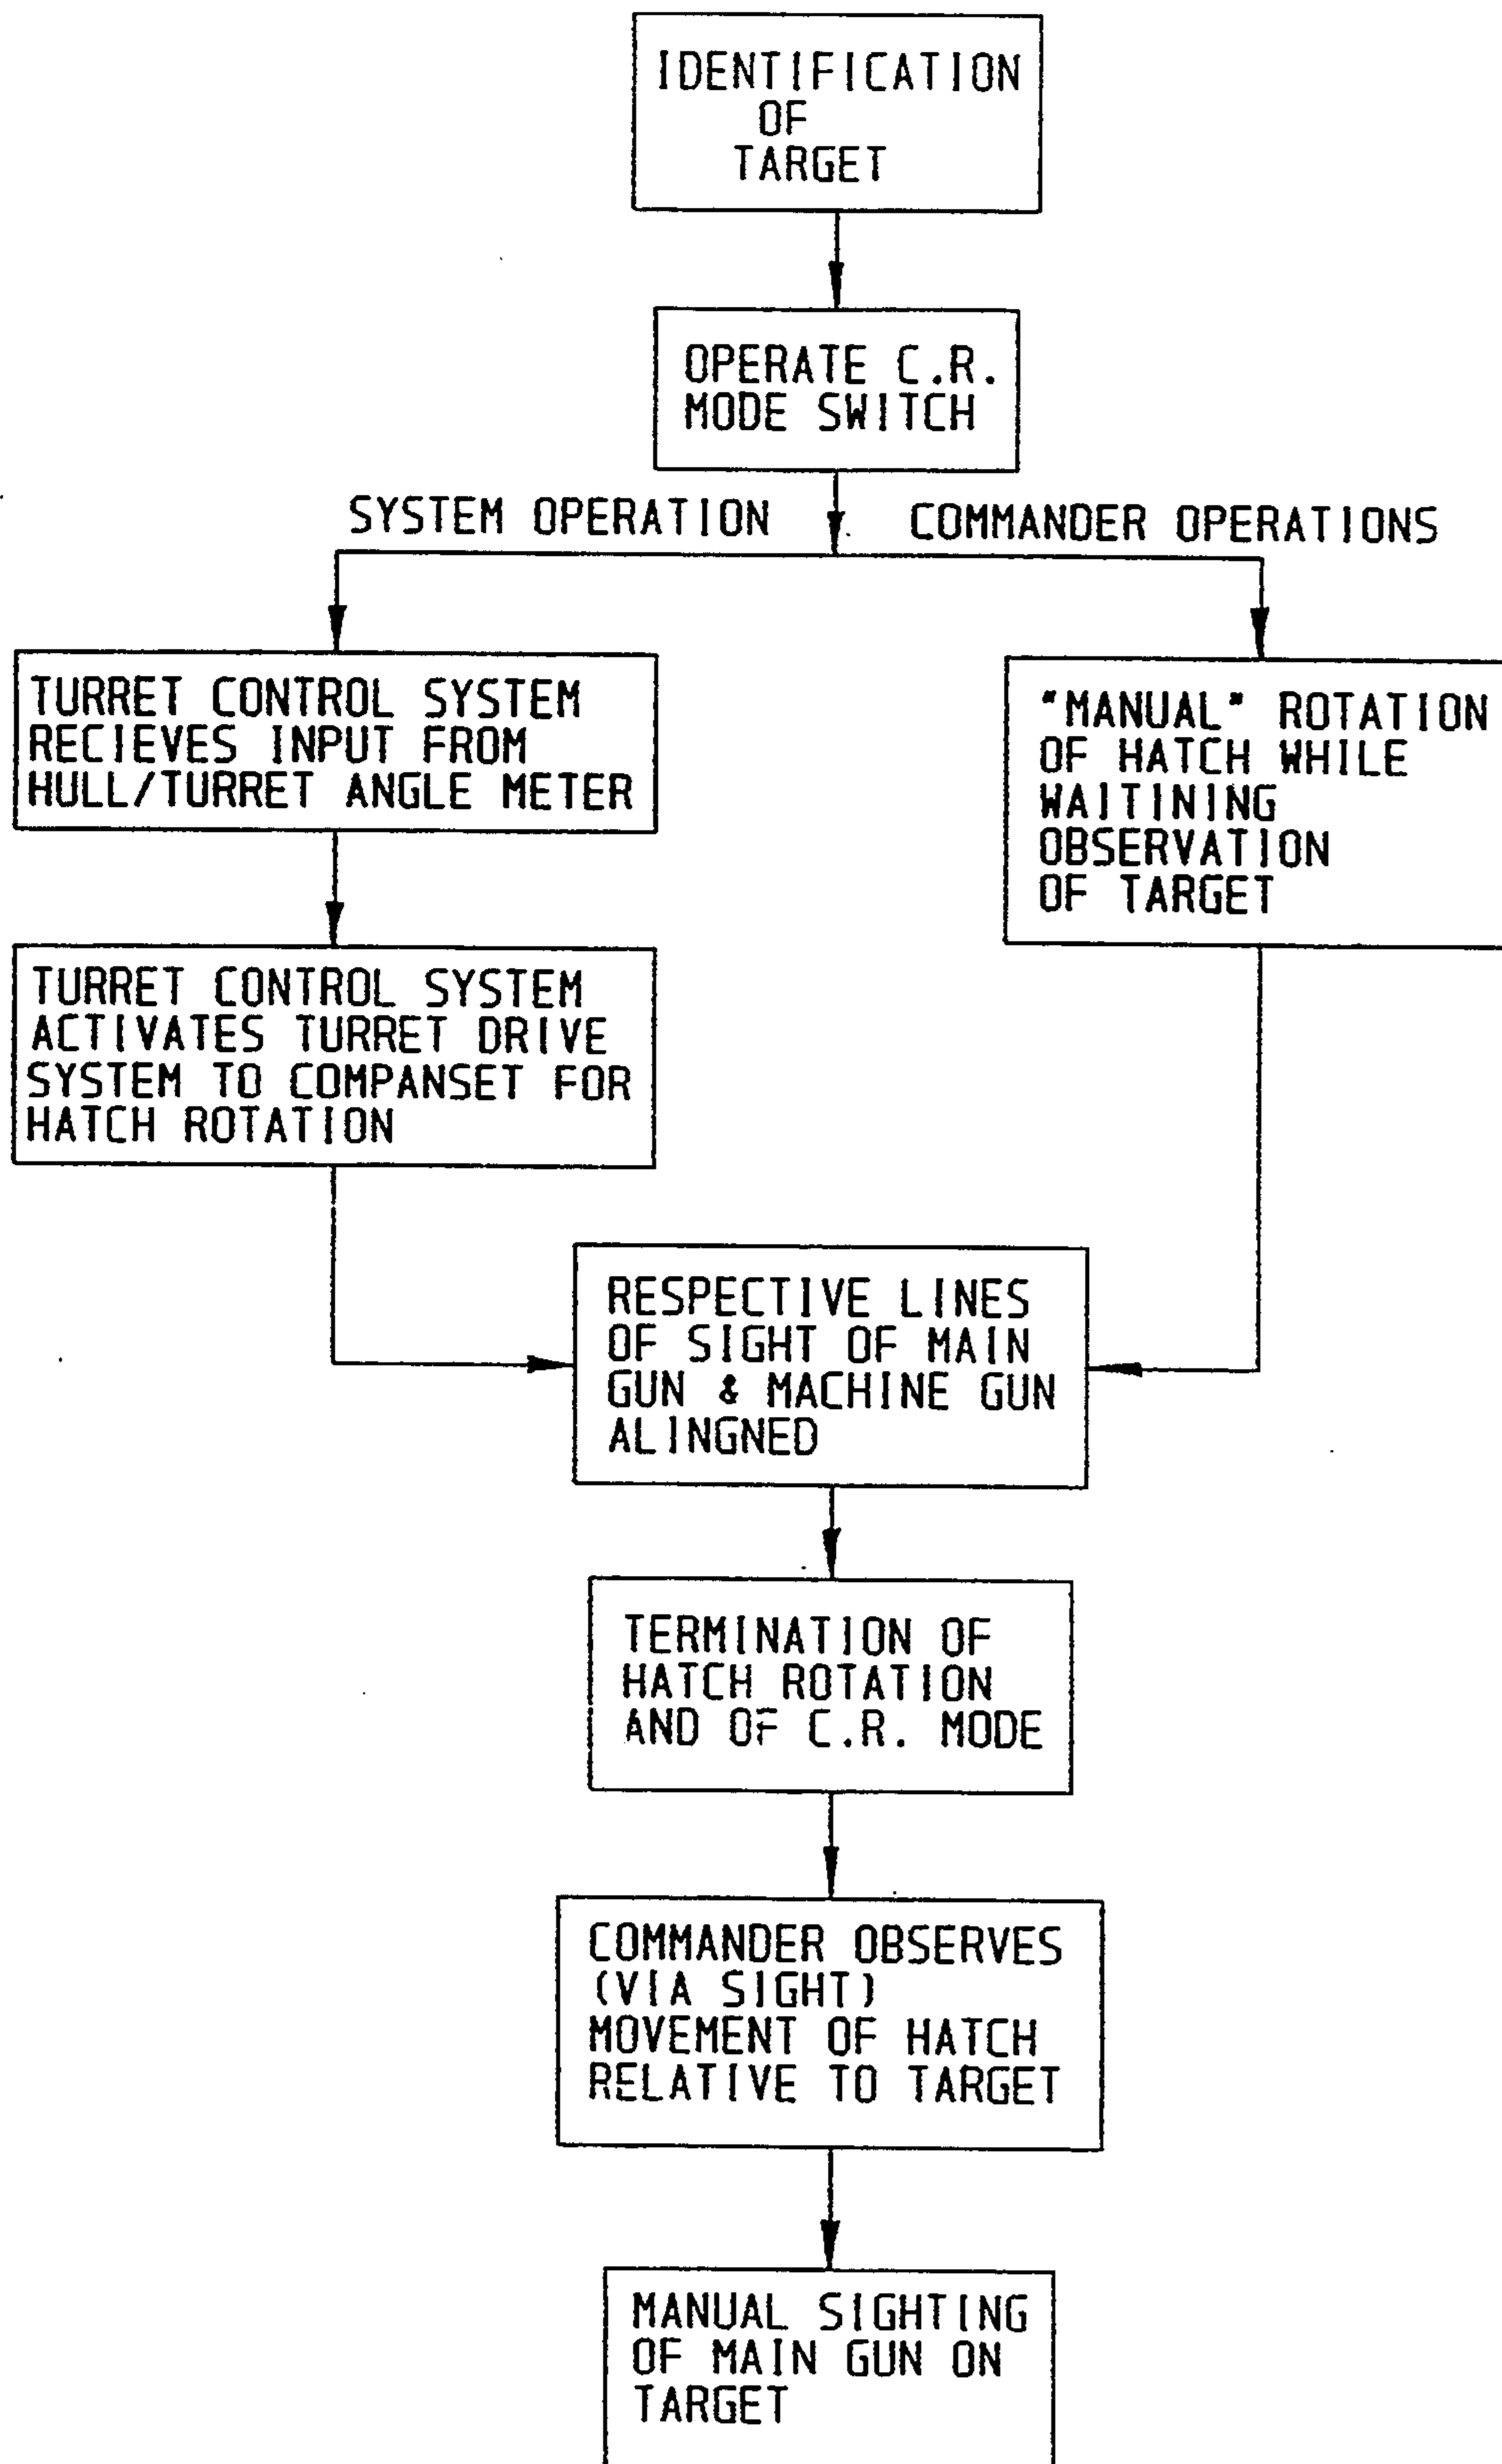 IDENTIFICATION
OF
TARGET
OPERATE C.R.
MODE SWITCH
SYSTEM OPERATION
COMMANDER OPERATIONS
TURRET CONTROL SYSTEM
RECIEVES INPUT FROM
HULL/TURRET ANGLE METER
"MANUAL" ROTATION
OF HATCH WHILE
WAITINING
OBSERVATION
OF TARGET
TURRET CONTROL SYSTEM
ACTIVATES TURRET DRIVE
SYSTEM TO COMPANSET FOR
HATCH ROTATION
RESPECTIVE LINES
OF SIGHT OF MAIN
GUN & MACHINE GUN
ALINGNED
TERMINATION OF
HATCH ROTATION
AND OF C.R. MODE
COMMANDER OBSERVES
(VIA SIGHT)
MOVEMENT OF HATCH
RELATIVE TO TARGET
MANUAL SIGHTING
OF MAIN GUN ON
TARGET